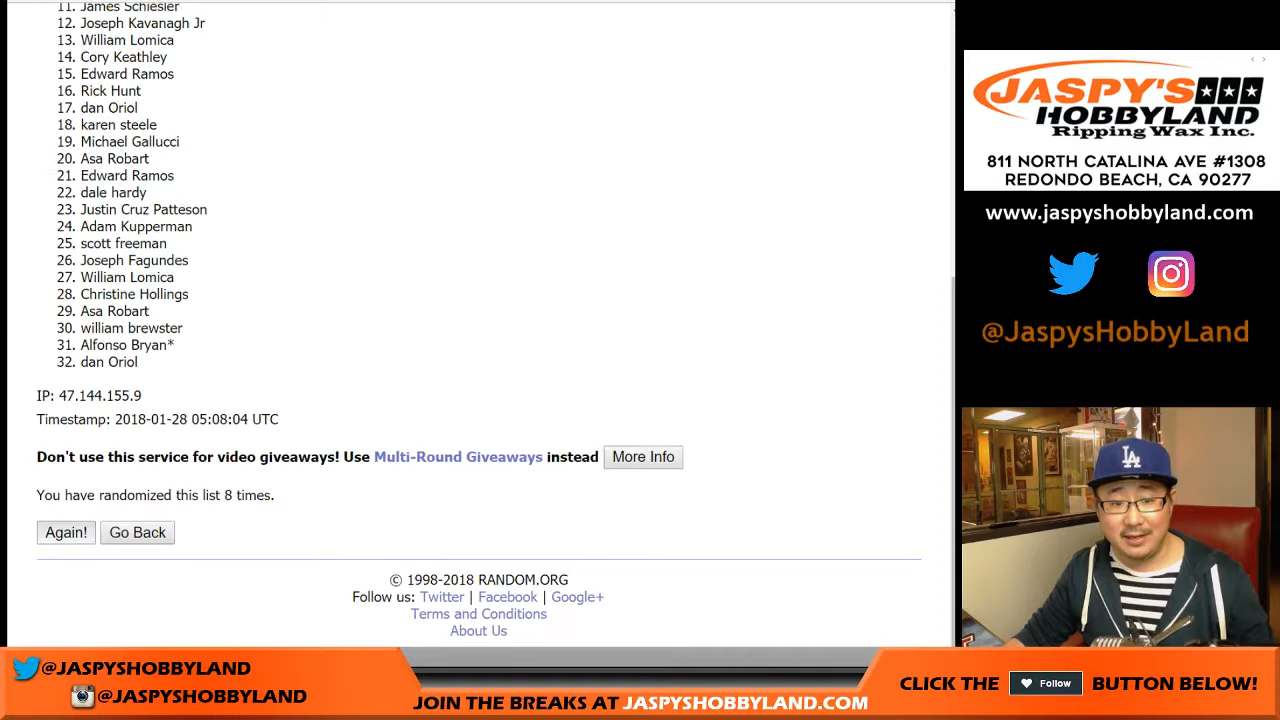 11. James Schiesler
12. Joseph Kavanagh Jr
13. William Lomica
14. Cory Keathley
15. Edward Ramos
16. Rick Hunt
17. dan Oriol
18. karen steele
19. Michael Gallucci
20. Asa Robart
21. Edward Ramos
22. dale hardy
23. Justin Cruz Patteson
24. Adam Kupperman
25. scott freeman
26. Joseph Fagundes
27. William Lomica
28. Christine Hollings
29. Asa Robart
30. william brewster
31. Alfonso Bryan*
32. dan Oriol
IP: 47.144.155.9
Timestamp: 2018-01-28 05:08:04 UTC
Don't use this service for video giveaways! Use Multi-Round Giveaways instead More Info
You have randomized this list 8 times.
Again! Go Back
© 1998-2018 RANDOM.ORG
Follow us: Twitter | Facebook | Google+
Terms and Conditions
About Us
JASPY'S
HOBBYLAND
Ripping Wax Inc.
811 NORTH CATALINA AVE #1308
REDONDO BEACH, CA 90277
www.jaspyshobbyland.com
@JaspysHobbyLand
LA
@JASPYSHOBBYLAND
@JASPYSHOBBYLAND
JOIN THE BREAKS AT JASPYSHOBBYLAND.COM
CLICK THE Follow BUTTON BELOW!